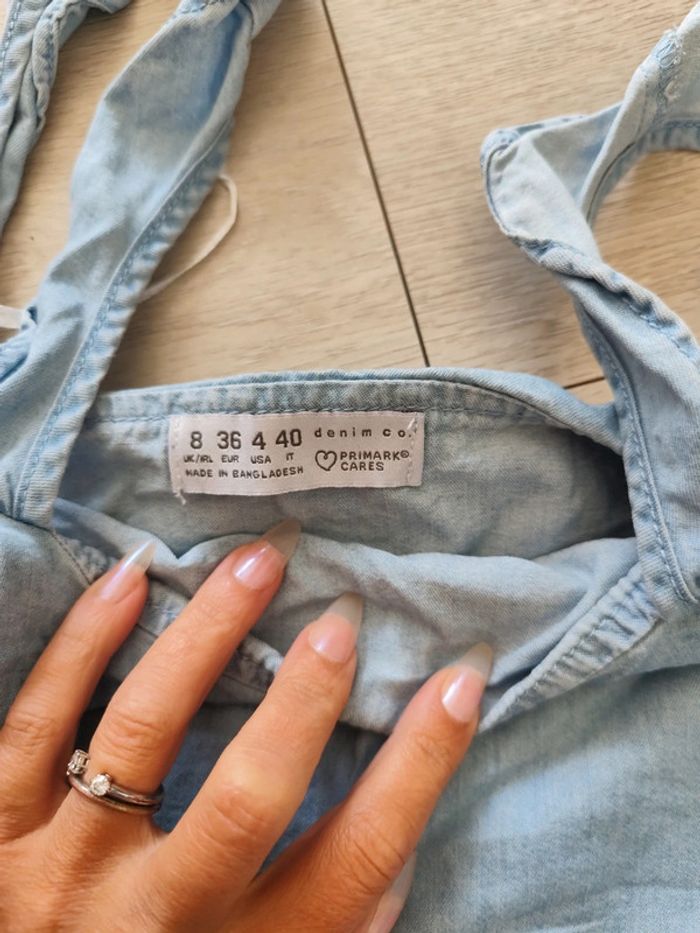 8 36 4 40 denim co.
UK/IRL EUR USA IT PRIMARK®
MADE IN BANGLADESH CARES